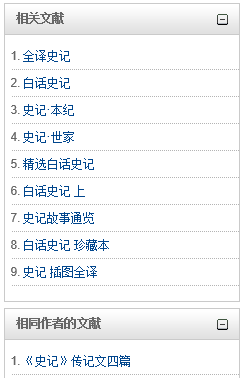 相关文献
1. 全译史记
2. 白话史记
3. 史记·本纪
4. 史记·世家
5. 精选白话史记
6. 白话史记 上
7. 史记故事通览
8. 白话史记 珍藏本
9. 史记 插图全译
相同作者的文献
1. 《史记》传记文四篇